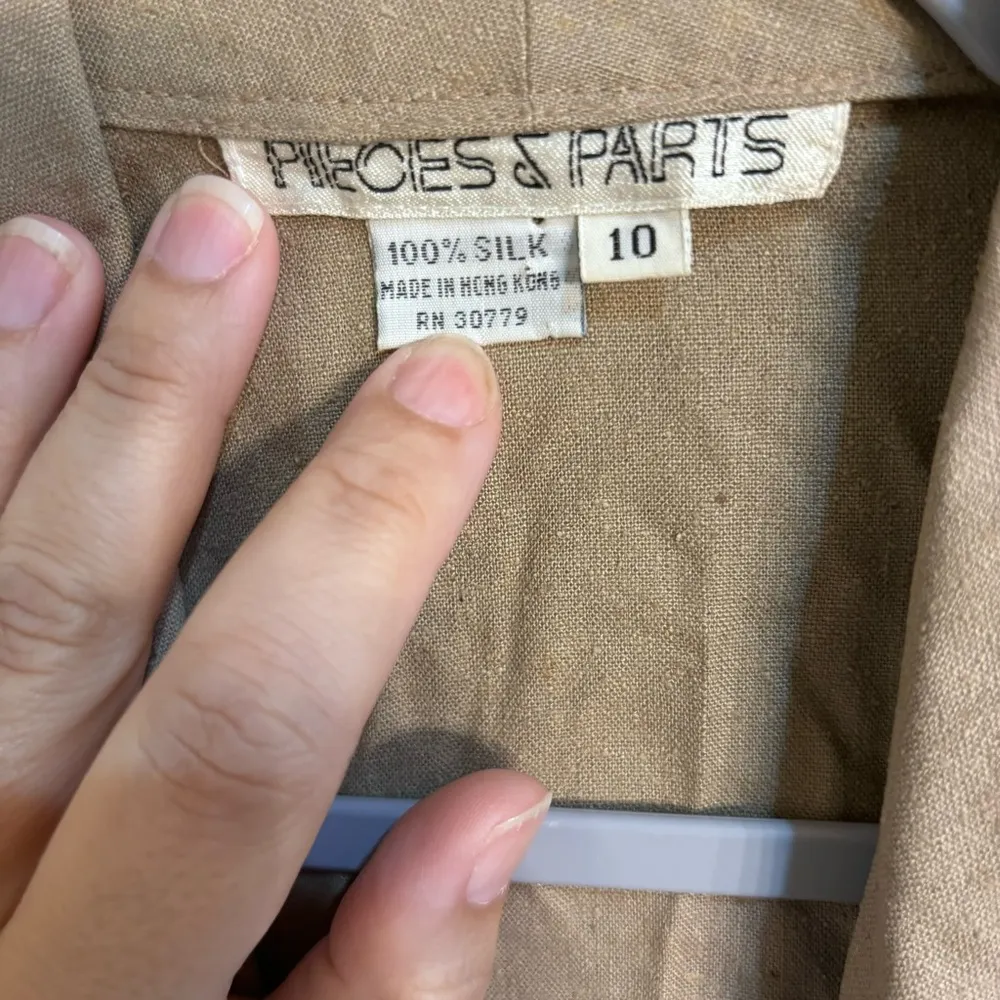 PIECES & PARTS
100% SILK
10
MADE IN HONG KONG
RN 30779